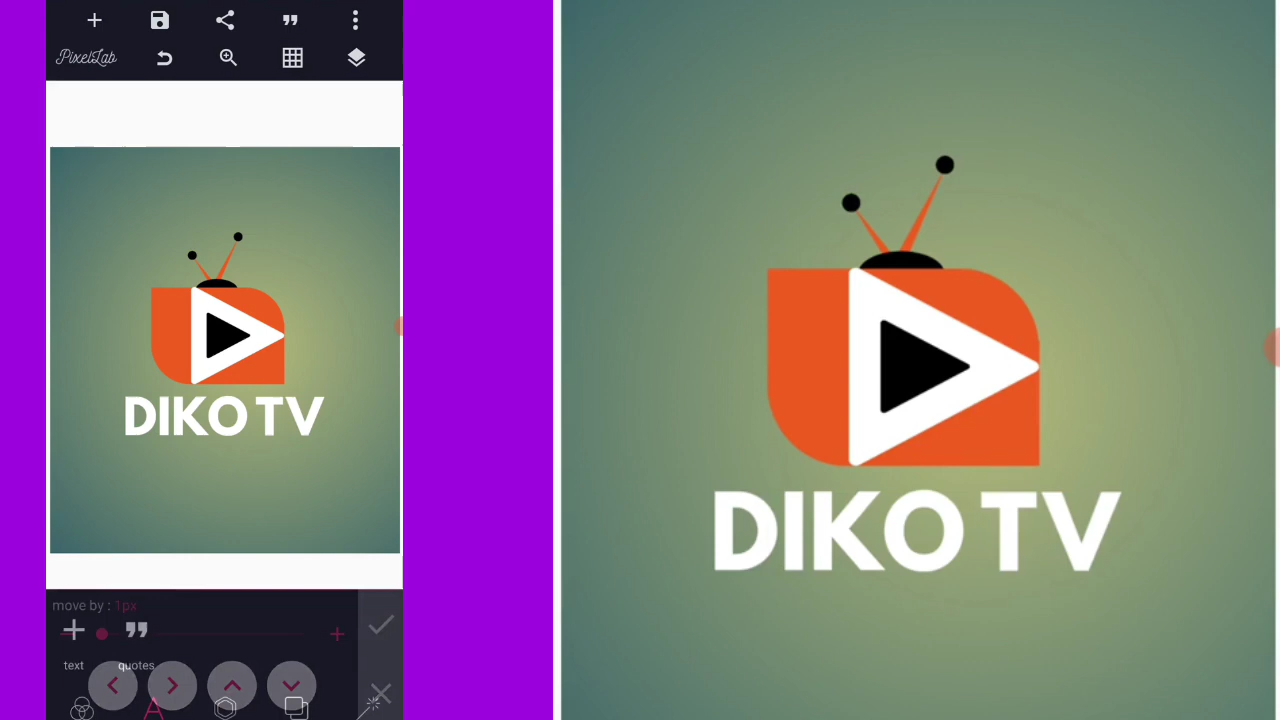 PixelLab
DIKO TV
move by : 1px
text
quotes
DIKO TV